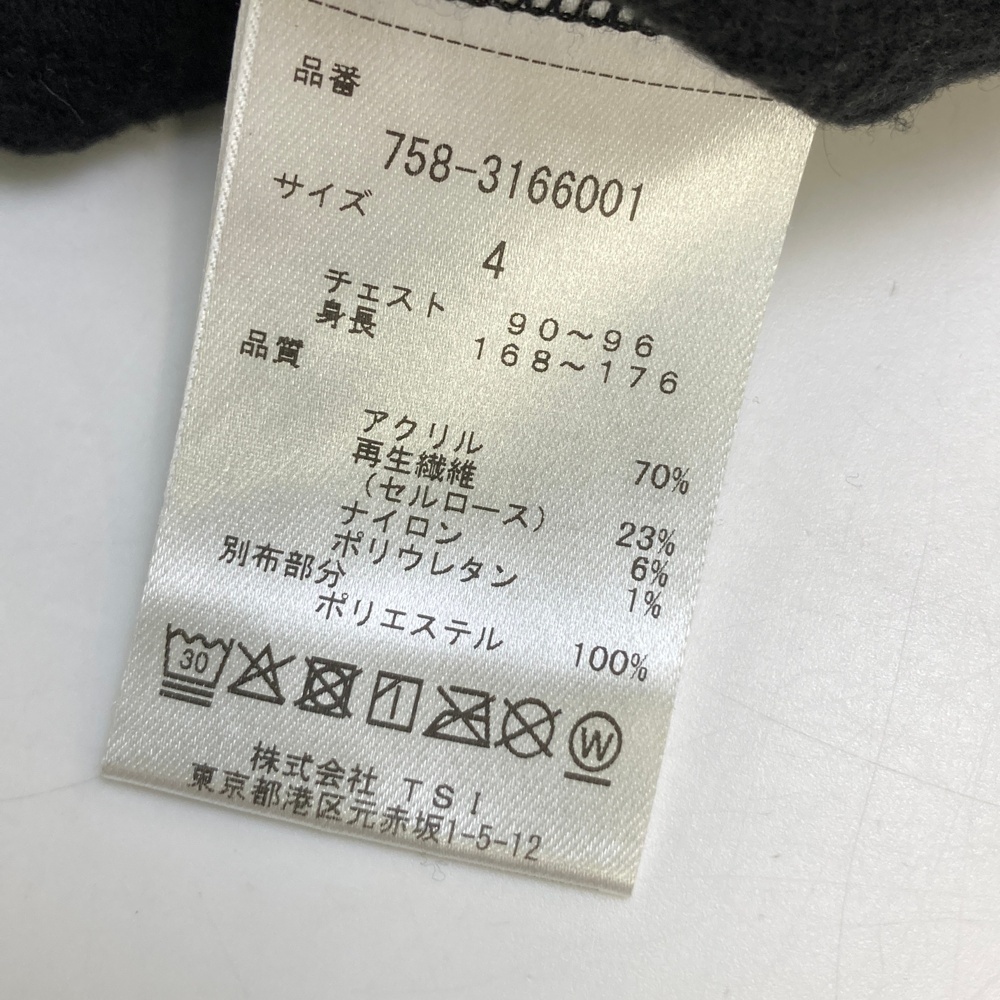 品番
758-3166001
サイズ
4
チェスト 90～96
身長 168～176
品質
アクリル 70%
再生繊維
(セルロース) 23%
ナイロン 6%
ポリウレタン 1%
別布部分
ポリエステル 100%
30
W
株式会社 TSI
東京都港区元赤坂1-5-12